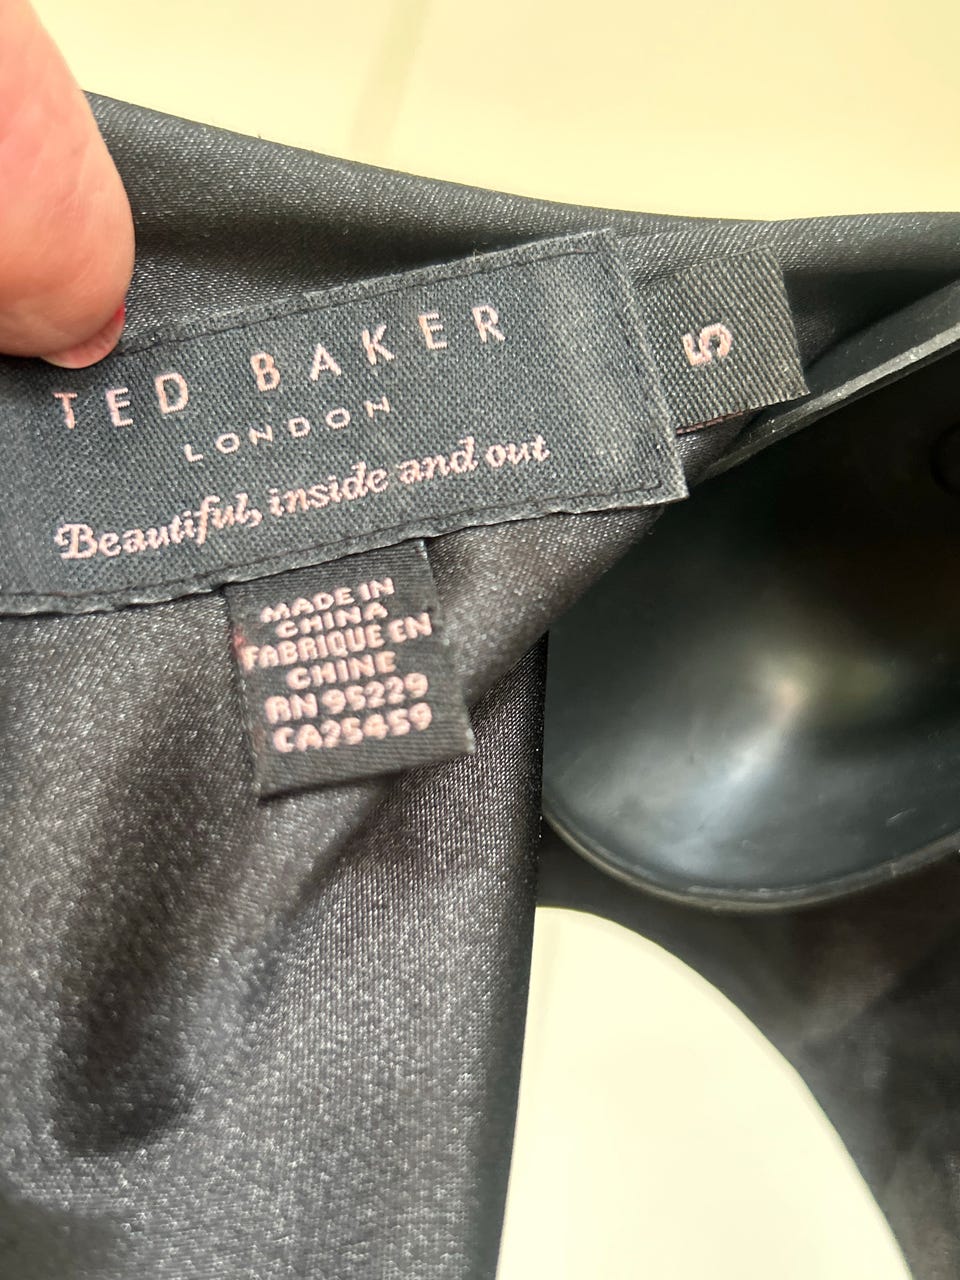 TED BAKER
LONDON
Beautiful, inside and out
5
MADE IN
CHINA
FABRIQUE EN
CHINE
RN 95229
CA25459